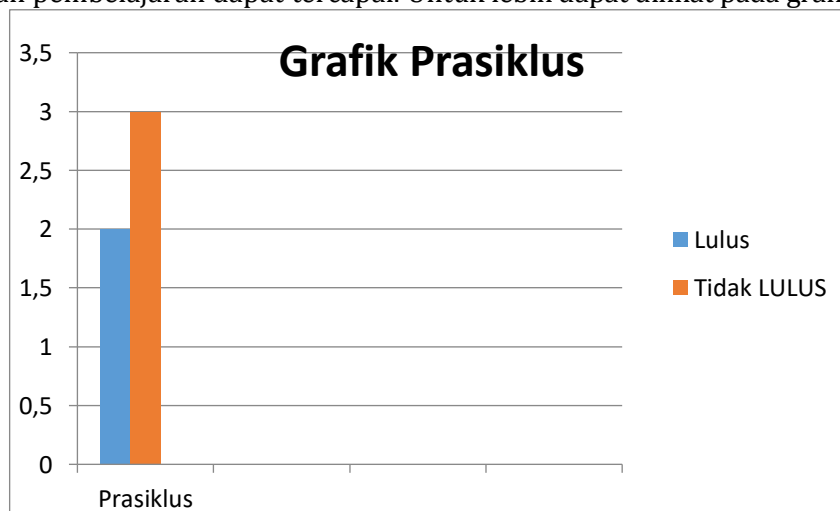 pembelajaran dapat tercapai. Untuk lebih dapat dilihat pada
Grafik Prasiklus
3,5
3
2,5
2
1,5
1
0,5
0
Prasiklus
Lulus
Tidak LULUS